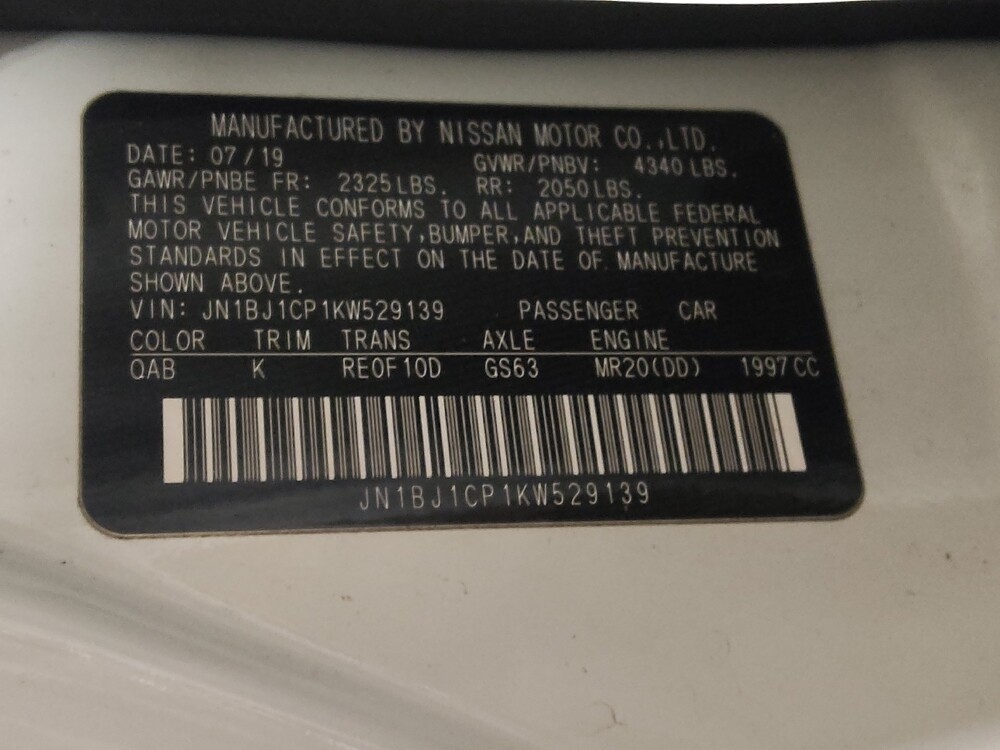 MANUFACTURED BY NISSAN MOTOR CO.,LTD.
DATE: 07/19 GVWR/PNBV: 4340 LBS.
GAWR/PNBE FR: 2325 LBS. RR: 2050 LBS.
THIS VEHICLE CONFORMS TO ALL APPLICABLE FEDERAL
MOTOR VEHICLE SAFETY,BUMPER,AND THEFT PREVENTION
STANDARDS IN EFFECT ON THE DATE OF MANUFACTURE
SHOWN ABOVE.
VIN: JN1BJ1CP1KW529139 PASSENGER CAR
COLOR TRIM TRANS AXLE ENGINE
QAB K RE0F10D GS63 MR20(DD) 1997 CC
JN1BJ1CP1KW529139